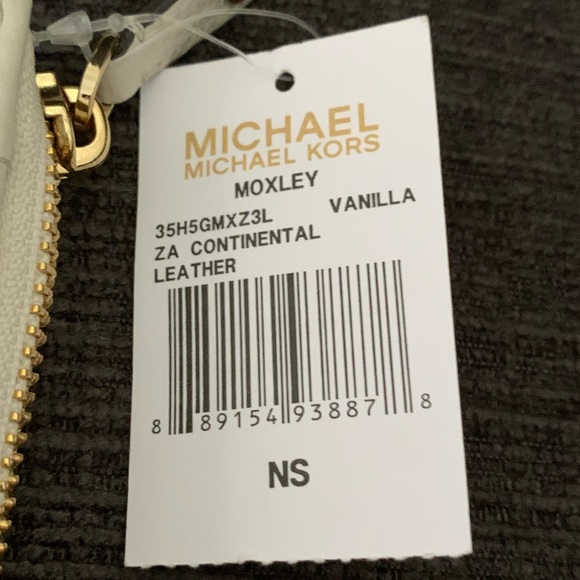 MICHAEL
MICHAEL KORS
MOXLEY
35H5GMXZ3L VANILLA
ZA CONTINENTAL
LEATHER
8 89154 93887 8
NS